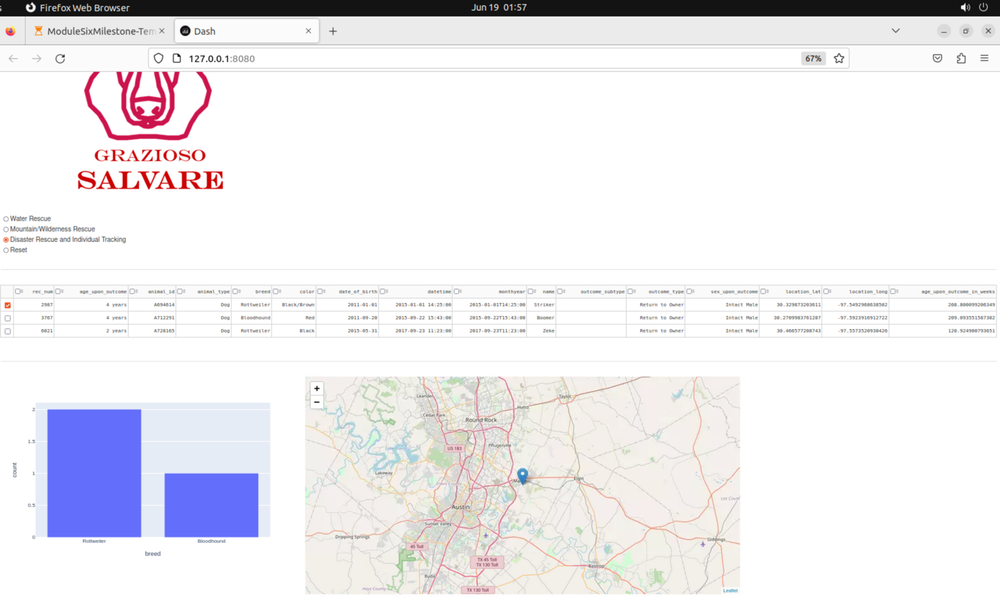 Firefox Web Browser
Jun 19 01:57
ModuleSixMilestone-Tem
Dash
127.0.0.1:8080
67%
GRAZIOSO
SALVARE
Water Rescue
Mountain/Wilderness Rescue
Disaster Rescue and Individual Tracking
Reset
rec_num age_upon_outcome animal_id animal_type breed color date_of_birth datetime monthyear name outcome_subtype outcome_type sex_upon_outcome location_lat location_long age_upon_outcome_in_weeks
2987 4 years A694614 Dog Rottweiler Black/Brown 2011-01-01 2015-01-01 14:25:00 2015-01-01T14:25:00 Striker Return to Owner Intact Male 30.329873203611 -97.5492968638502 208.800099206349
3767 4 years A712291 Dog Bloodhound Red 2011-09-20 2015-09-22 15:43:00 2015-09-22T15:43:00 Boomer Return to Owner Intact Male 30.2709983761287 -97.5923916912722 209.093551587302
6021 2 years A728165 Dog Rottweiler Black 2015-05-31 2017-09-23 11:23:00 2017-09-23T11:23:00 Zeke Return to Owner Intact Male 30.466577208743 -97.5573520930426 120.924900793651
2
1.5
1
0.5
0
count
Rottweiler
Bloodhound
breed
+
−
Leander
Taylor
Hutto
Cedar Park
Round Rock
Pflugerville
US 183
Lakeway
Elgin
Travis County
Lee County
Austin
Sunset Valley
Dripping Springs
Giddings
45 Toll
TX 45 Toll
TX 130 Toll
Bastrop
Buda
Hays County
TX 130 Toll
Leaflet